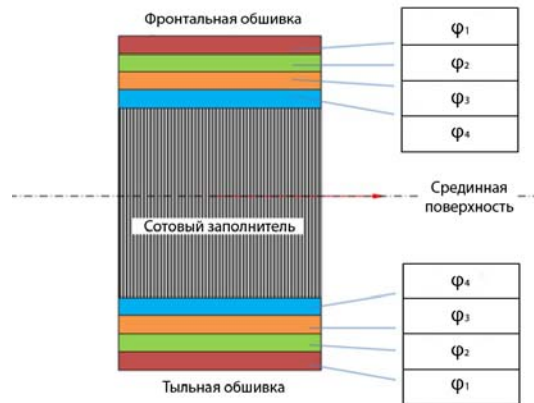 Фронтальная обшивка
φ₁
φ₂
φ₃
φ₄
Срединная
поверхность
Сотовый заполнитель
φ₄
φ₃
φ₂
φ₁
Тыльная обшивка